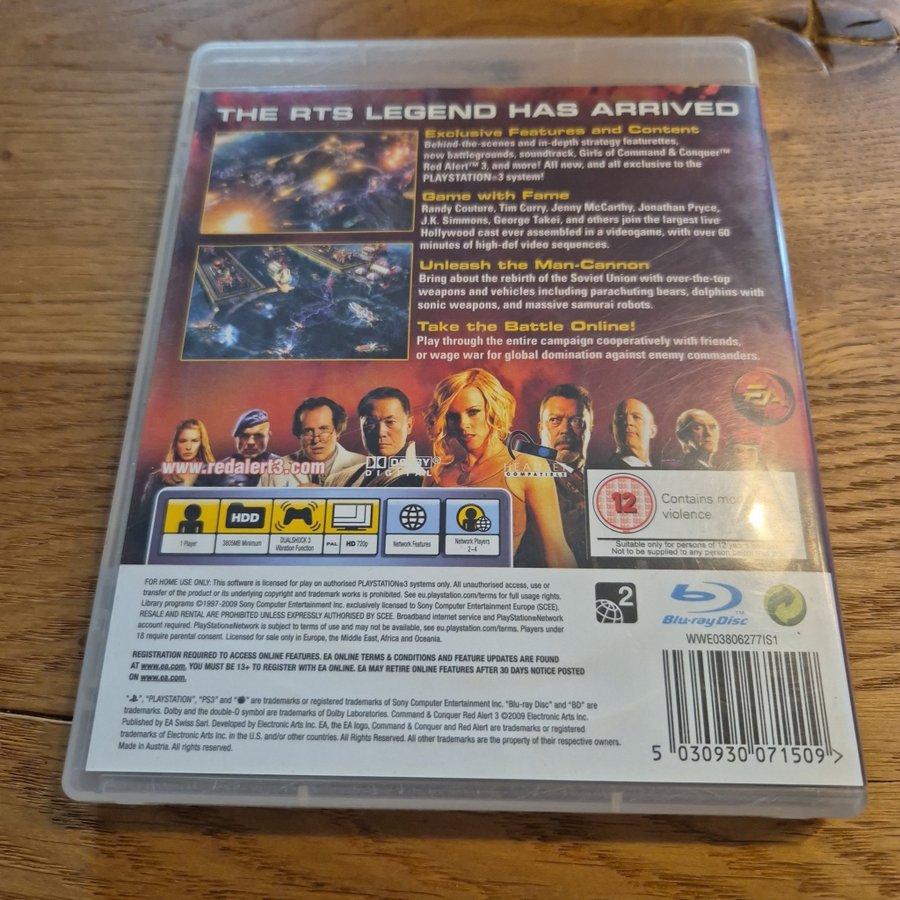 THE RTS LEGEND HAS ARRIVED
Exclusive Features and Content
Behind-the-scenes and in-depth strategy featurettes,
new battlegrounds, soundtrack, Girls of Command & Conquer™
Red Alert™ 3, and more! All new, and all exclusive to the
PLAYSTATION®3 system!
Game with Fame
Randy Couture, Tim Curry, Jenny McCarthy, Jonathan Pryce,
J.K. Simmons, George Takei, and others join the largest live
Hollywood cast ever assembled in a videogame, with over 60
minutes of high-def video sequences.
Unleash the Man-Cannon
Bring about the rebirth of the Soviet Union with over-the-top
weapons and vehicles including parachuting bears, dolphins with
sonic weapons, and massive samurai robots.
Take the Battle Online!
Play through the entire campaign cooperatively with friends,
or wage war for global domination against enemy commanders.
EA
www.redalert3.com
DOLBY®
DIGITAL
HEADSET
COMPATIBLE
HDD
1 Player
3805MB Minimum
DUALSHOCK 3
Vibration Function
PAL
HD 720p
Network Features
Network Players
2-4
12
Contains
violence.
Suitable only for persons of 12 years
Not to be supplied to any person below
FOR HOME USE ONLY: This software is licensed for play on authorised PLAYSTATION®3 systems only. All unauthorised access, use or
transfer of the product or its underlying copyright and trademark works is prohibited. See eu.playstation.com/terms for full usage rights.
Library programs ©1997-2009 Sony Computer Entertainment Inc. exclusively licensed to Sony Computer Entertainment Europe (SCEE).
RESALE AND RENTAL ARE PROHIBITED UNLESS EXPRESSLY AUTHORISED BY SCEE. Broadband internet service and PlayStation®Network
account required. PlayStation®Network is subject to terms of use and may not be available, see eu.playstation.com/terms. Players under
18 require parental consent. Licensed for sale only in Europe, the Middle East, Africa and Oceania.
2
Blu-ray Disc™
WWE03806277IS1
REGISTRATION REQUIRED TO ACCESS ONLINE FEATURES. EA ONLINE TERMS & CONDITIONS AND FEATURE UPDATES ARE FOUND
AT www.ea.com. YOU MUST BE 13+ TO REGISTER WITH EA ONLINE. EA MAY RETIRE ONLINE FEATURES AFTER 30 DAYS NOTICE POSTED
ON www.ea.com.
" ", "PLAYSTATION", "PS3" and " " are trademarks or registered trademarks of Sony Computer Entertainment Inc. "Blu-ray Disc" and "BD" are
trademarks. Dolby and the double-D symbol are trademarks of Dolby Laboratories. Command & Conquer Red Alert 3 ©2009 Electronic Arts Inc.
Published by EA Swiss Sarl. Developed by Electronic Arts Inc. EA, the EA logo, Command & Conquer and Red Alert are trademarks or registered
trademarks of Electronic Arts Inc. in the U.S. and/or other countries. All Rights Reserved. All other trademarks are the property of their respective owners.
Made in Austria. All rights reserved.
5 030930 071509 >